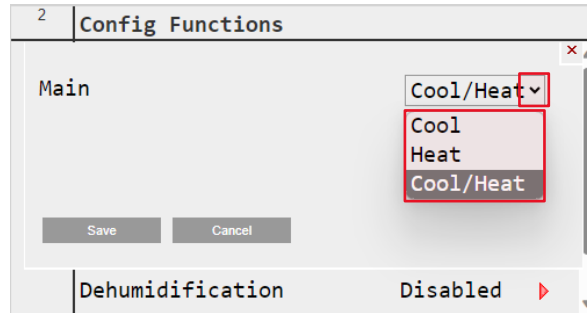 2 Config Functions
Main Cool/Heat
Cool
Heat
Cool/Heat
Save Cancel
Dehumidification Disabled